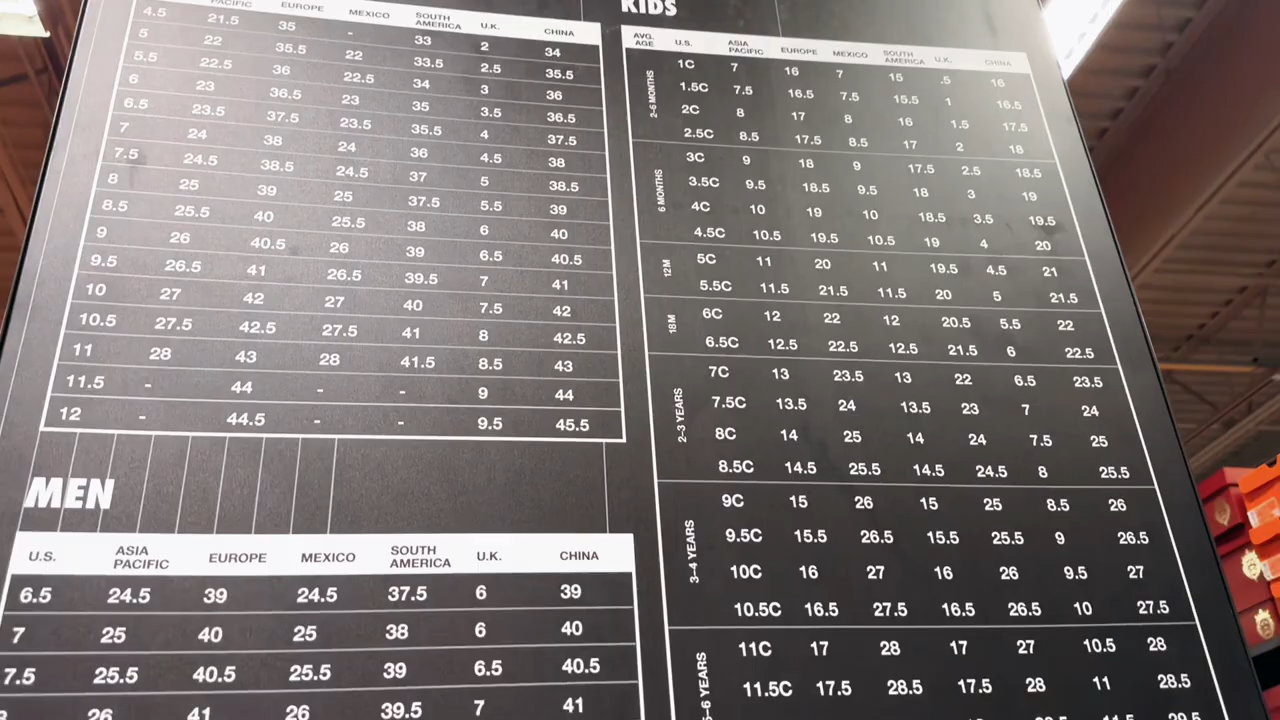 PACIFIC EUROPE MEXICO SOUTH AMERICA U.K. CHINA
4.5 21.5 35 - 33 2 34
5 22 35.5 22 33.5 2.5 35.5
5.5 22.5 36 22.5 34 3 36
6 23 36.5 23 35 3.5 36.5
6.5 23.5 37.5 23.5 35.5 4 37.5
7 24 38 24 36 4.5 38
7.5 24.5 38.5 24.5 37 5 38.5
8 25 39 25 37.5 5.5 39
8.5 25.5 40 25.5 38 6 40
9 26 40.5 26 39 6.5 40.5
9.5 26.5 41 26.5 39.5 7 41
10 27 42 27 40 7.5 42
10.5 27.5 42.5 27.5 41 8 42.5
11 28 43 28 41.5 8.5 43
11.5 - 44 - - 9 44
12 - 44.5 - - 9.5 45.5
MEN
U.S. ASIA PACIFIC EUROPE MEXICO SOUTH AMERICA U.K. CHINA
6.5 24.5 39 24.5 37.5 6 39
7 25 40 25 38 6 40
7.5 25.5 40.5 25.5 39 6.5 40.5
26 41 26 39.5 7 41
KIDS
AVG. AGE U.S. ASIA PACIFIC EUROPE MEXICO SOUTH AMERICA U.K. CHINA
2-6 MONTHS
1C 7 16 7 15 .5 16
1.5C 7.5 16.5 7.5 15.5 1 16.5
2C 8 17 8 16 1.5 17.5
2.5C 8.5 17.5 8.5 17 2 18
6 MONTHS
3C 9 18 9 17.5 2.5 18.5
3.5C 9.5 18.5 9.5 18 3 19
4C 10 19 10 18.5 3.5 19.5
4.5C 10.5 19.5 10.5 19 4 20
12M
5C 11 20 11 19.5 4.5 21
5.5C 11.5 21.5 11.5 20 5 21.5
18M
6C 12 22 12 20.5 5.5 22
6.5C 12.5 22.5 12.5 21.5 6 22.5
2–3 YEARS
7C 13 23.5 13 22 6.5 23.5
7.5C 13.5 24 13.5 23 7 24
8C 14 25 14 24 7.5 25
8.5C 14.5 25.5 14.5 24.5 8 25.5
3–4 YEARS
9C 15 26 15 25 8.5 26
9.5C 15.5 26.5 15.5 25.5 9 26.5
10C 16 27 16 26 9.5 27
10.5C 16.5 27.5 16.5 26.5 10 27.5
–6 YEARS
11C 17 28 17 27 10.5 28
11.5C 17.5 28.5 17.5 28 11 28.5